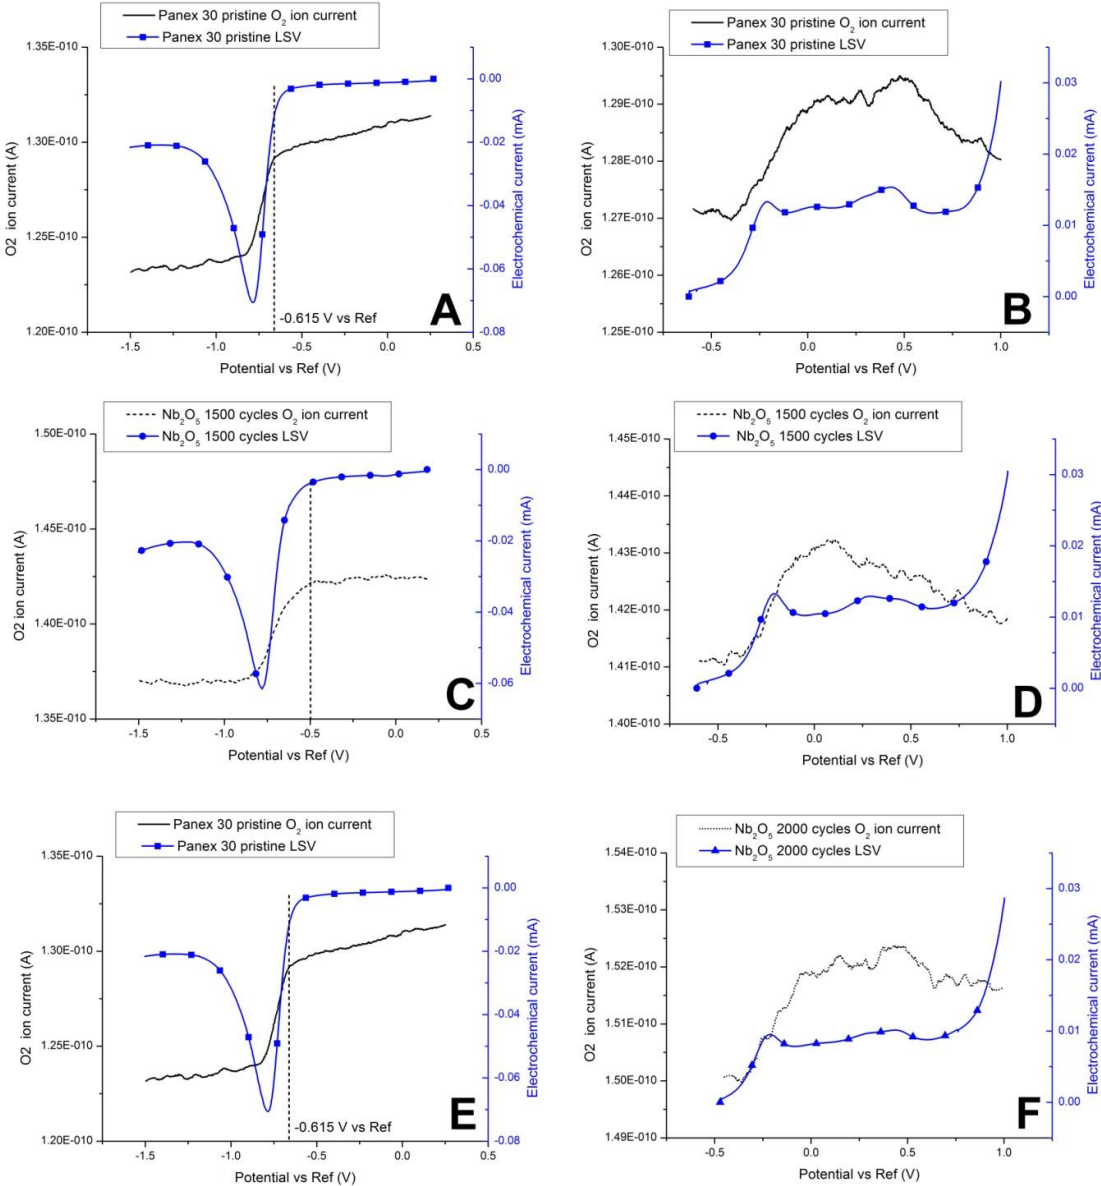 Panex 30 pristine O2 ion current
Panex 30 pristine LSV
1.35E-010
1.30E-010
1.25E-010
1.20E-010
O2 ion current (A)
0.00
-0.02
-0.04
-0.06
-0.08
Electrochemical current (mA)
-0.615 V vs Ref
A
-1.5 -1.0 -0.5 0.0 0.5
Potential vs Ref (V)
Panex 30 pristine O2 ion current
Panex 30 pristine LSV
1.30E-010
1.29E-010
1.28E-010
1.27E-010
1.26E-010
1.25E-010
O2 ion current (A)
0.03
0.02
0.01
0.00
Electrochemical current (mA)
B
-0.5 0.0 0.5 1.0
Potential vs Ref (V)
Nb2O5 1500 cycles O2 ion current
Nb2O5 1500 cycles LSV
1.50E-010
1.45E-010
1.40E-010
1.35E-010
O2 ion current (A)
0.00
-0.02
-0.04
-0.06
Electrochemical current (mA)
C
-1.5 -1.0 -0.5 0.0 0.5
Potential vs Ref (V)
Nb2O5 1500 cycles O2 ion current
Nb2O5 1500 cycles LSV
1.45E-010
1.44E-010
1.43E-010
1.42E-010
1.41E-010
1.40E-010
O2 ion current (A)
0.03
0.02
0.01
0.00
Electrochemical current (mA)
D
-0.5 0.0 0.5 1.0
Potential vs Ref (V)
Panex 30 pristine O2 ion current
Panex 30 pristine LSV
1.35E-010
1.30E-010
1.25E-010
1.20E-010
O2 ion current (A)
0.00
-0.02
-0.04
-0.06
-0.08
Electrochemical current (mA)
-0.615 V vs Ref
E
-1.5 -1.0 -0.5 0.0 0.5
Potential vs Ref (V)
Nb2O5 2000 cycles O2 ion current
Nb2O5 2000 cycles LSV
1.54E-010
1.53E-010
1.52E-010
1.51E-010
1.50E-010
1.49E-010
O2 ion current (A)
0.03
0.02
0.01
0.00
Electrochemical current (mA)
F
-0.5 0.0 0.5 1.0
Potential vs Ref (V)